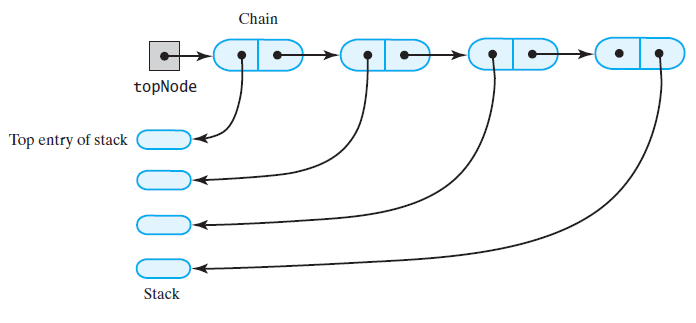 Chain
topNode
Top entry of stack
Stack